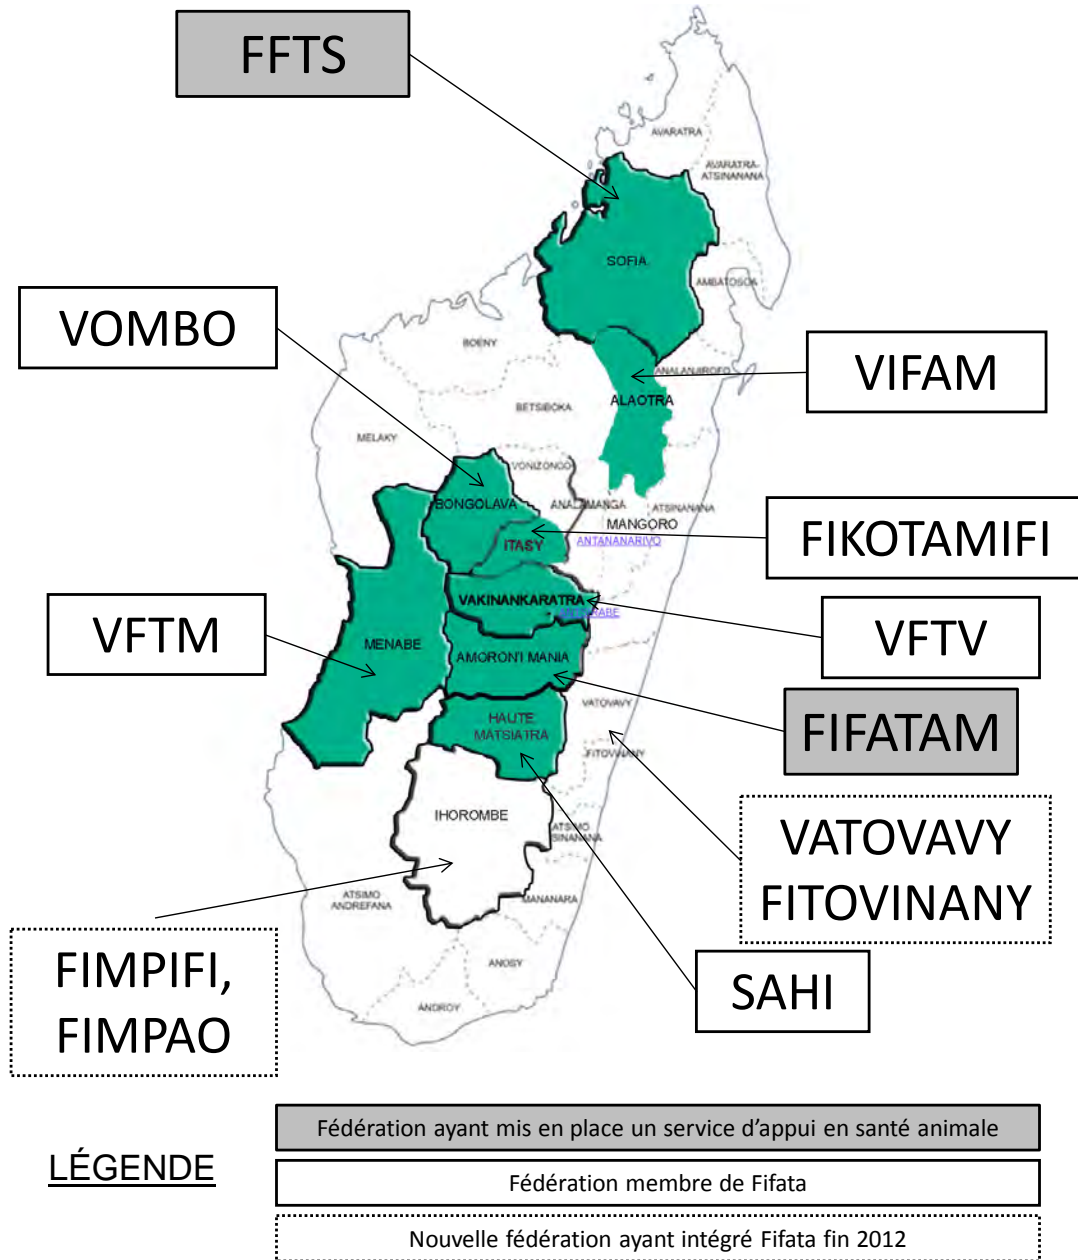 FFTS
AVARATRA
AVARATRA-
ATSINANANA
SOFIA
AMBATOSOA
VOMBO
BOENY
VIFAM
ANALANJIROFO
ALAOTRA
BETSIBOKA
MELAKY
VONIZONGO
BONGOLAVA
ANALAMANGA
ATSINANANA
MANGORO
ANTANANARIVO
ITASY
FIKOTAMIFI
VAKINANKARATRA
VFTM
MENABE
VFTV
AMORON'I MANIA
FIFATAM
VATOVAVY
HAUTE
MATSIATRA
FITOVINANY
IHOROMBE
VATOVAVY
FITOVINANY
ATSIMO
ATSIMO
ANDREFANA
MANANARA
FIMPIFI,
FIMPAO
ANOSY
SAHI
ANDROY
LÉGENDE
Fédération ayant mis en place un service d'appui en santé animale
Fédération membre de Fifata
Nouvelle fédération ayant intégré Fifata fin 2012